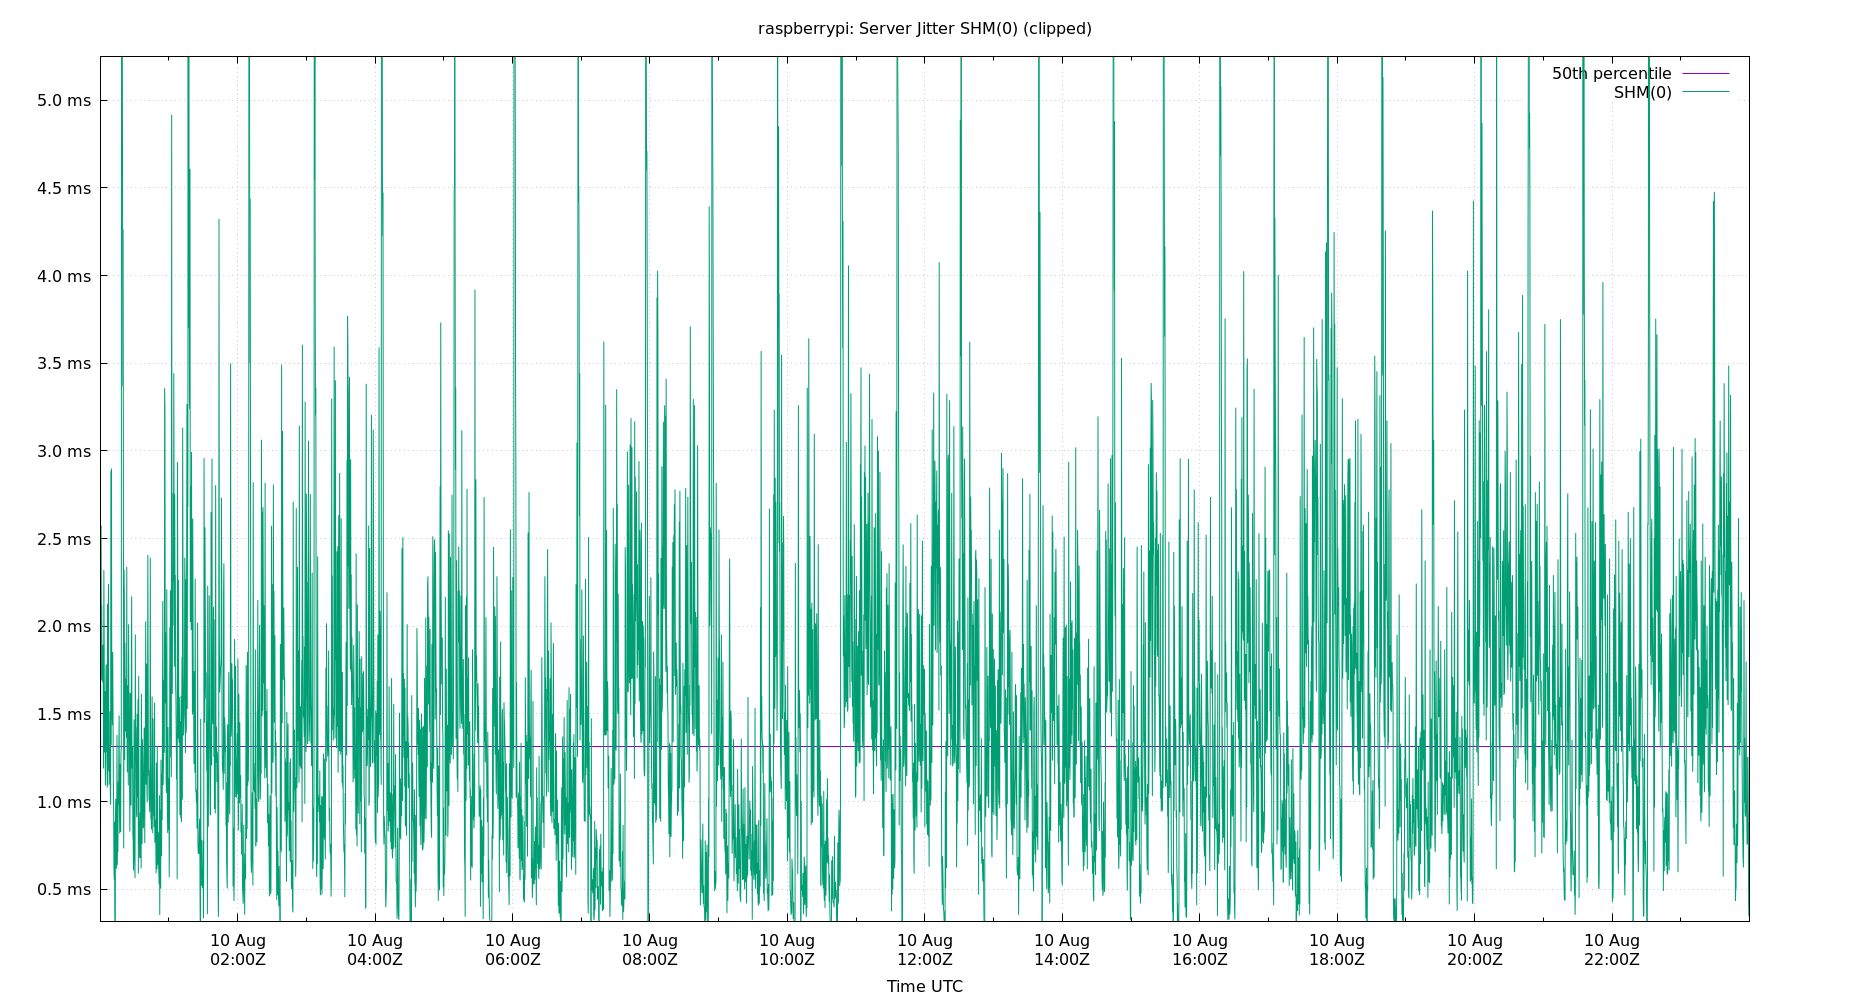 raspberrypi: Server Jitter SHM(0) (clipped)
50th percentile
SHM(0)
5.0 ms
4.5 ms
4.0 ms
3.5 ms
3.0 ms
2.5 ms
2.0 ms
1.5 ms
1.0 ms
0.5 ms
10 Aug 10 Aug 10 Aug 10 Aug 10 Aug 10 Aug 10 Aug 10 Aug 10 Aug 10 Aug 10 Aug
02:00Z 04:00Z 06:00Z 08:00Z 10:00Z 12:00Z 14:00Z 16:00Z 18:00Z 20:00Z 22:00Z
Time UTC